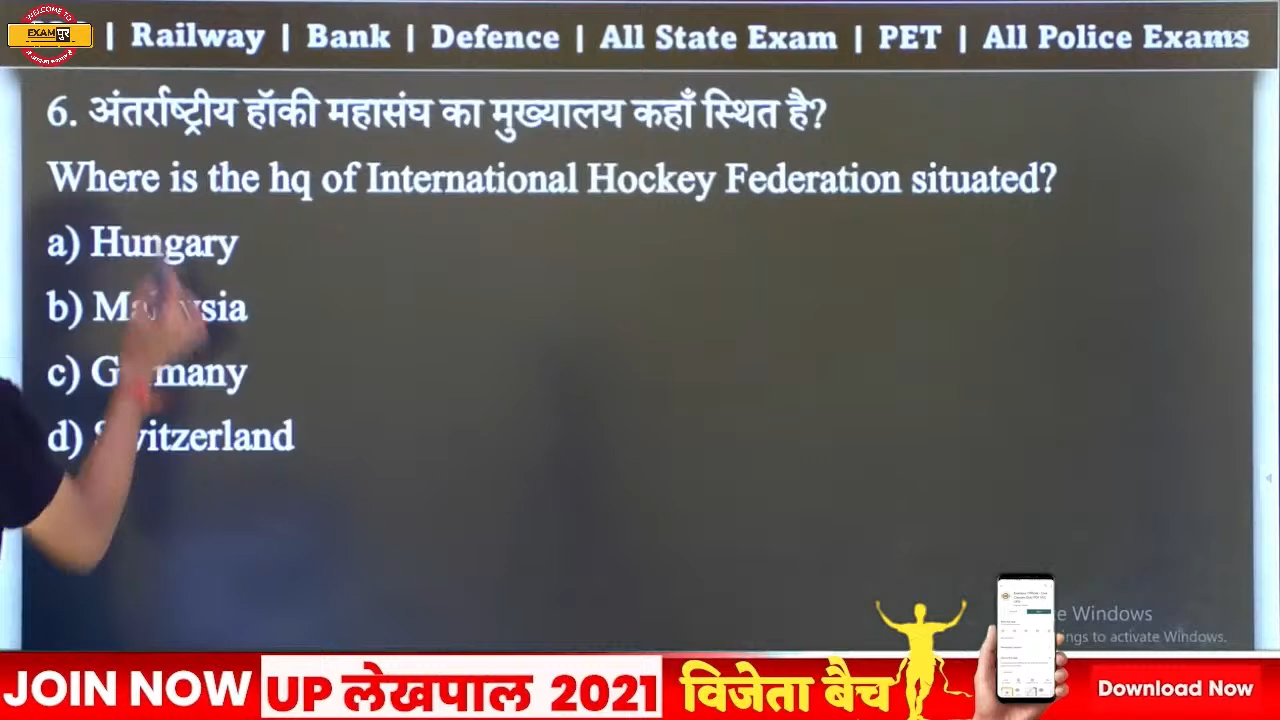 WELCOME TO
EXAM पुर
| Railway | Bank | Defence | All State Exam | PET | All Police Exams
6. अंतर्राष्ट्रीय हॉकी महासंघ का मुख्यालय कहाँ स्थित है?
Where is the hq of International Hockey Federation situated?
a) Hungary
b) Malaysia
c) Germany
d) Switzerland
Windows
to activate Windows.
JOIN NOW UP लेखपाल 2021 विजेता बैच Download Now